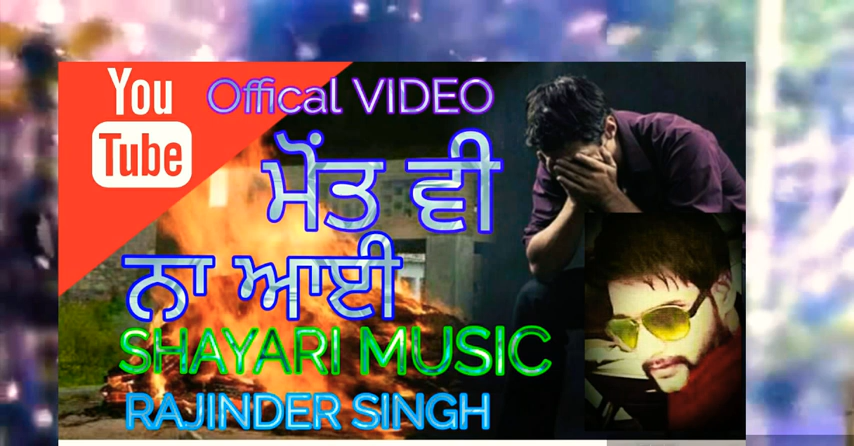 You
Tube
Offical VIDEO
ਮੋਂਤ ਵੀ
ਨਾ ਆਈ
SHAYARI MUSIC
RAJINDER SINGH